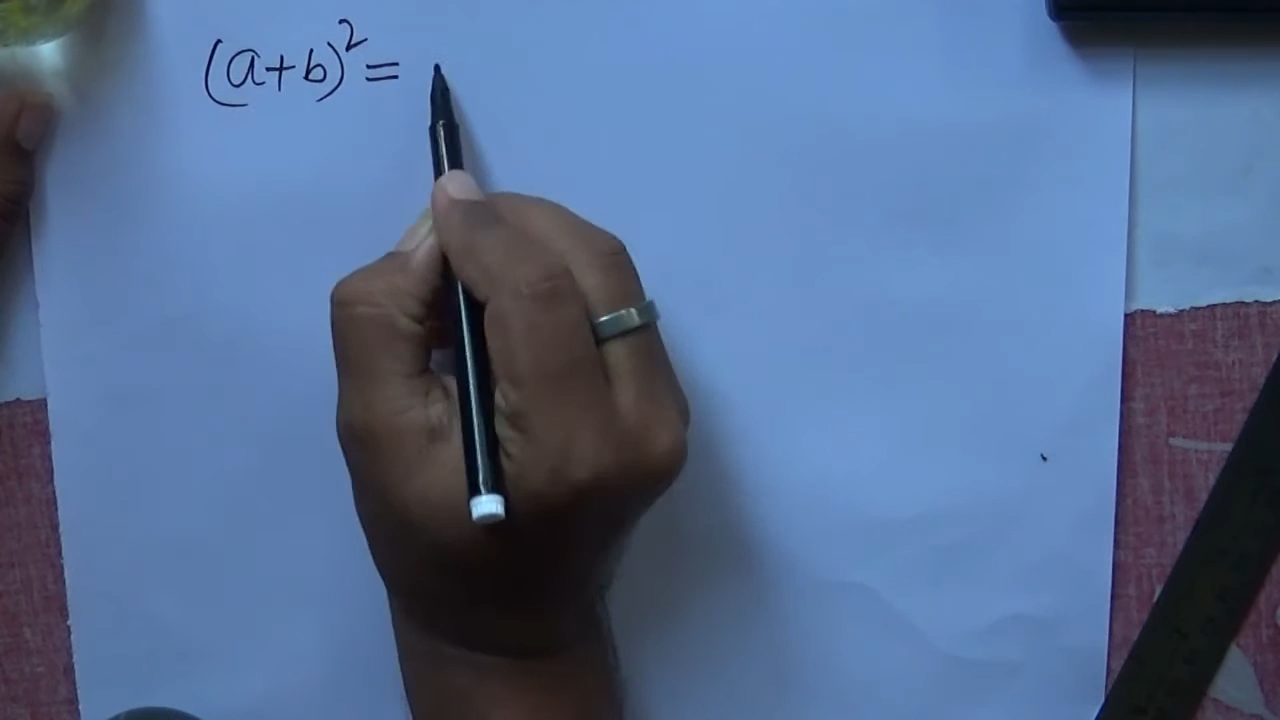 (a+b)² =